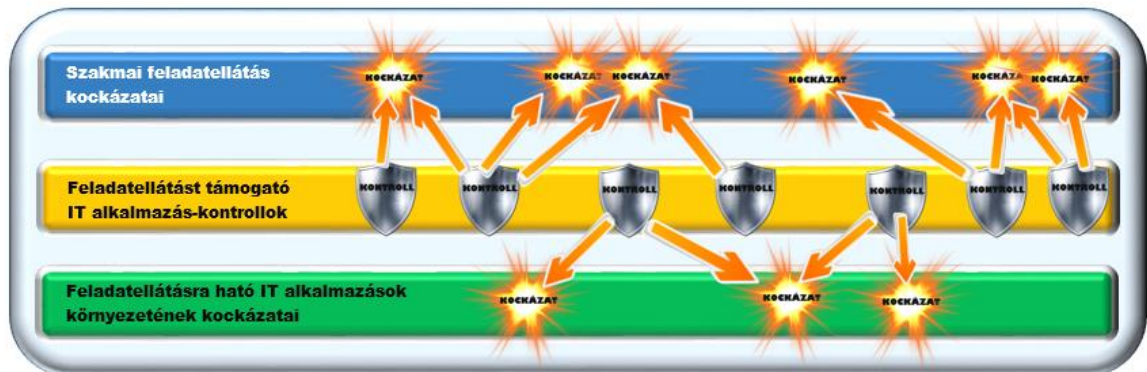 Szakmai feladatellátás
kockázatai
KOCKÁZAT
KOCKÁZAT
KOCKÁZAT
KOCKÁZAT
KOCKÁZAT
KOCKÁZAT
Feladatellátást támogató
IT alkalmazás-kontrollok
KONTROLL
KONTROLL
KONTROLL
KONTROLL
KONTROLL
KONTROLL
KONTROLL
Feladatellátásra ható IT alkalmazások
környezetének kockázatai
KOCKÁZAT
KOCKÁZAT
KOCKÁZAT